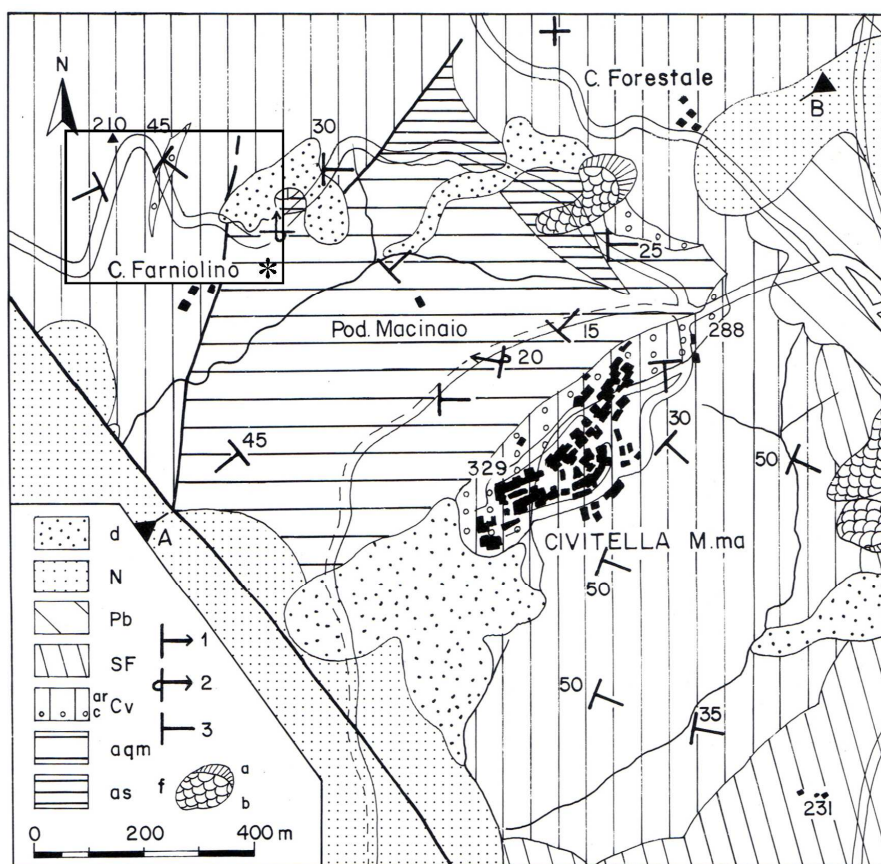 N
C. Forestale
B
210
45
30
C. Farniolino *
25
Pod. Macinaio
15
288
20
30
45
329
50
A
CIVITELLA M.ma
50
50
35
231
d
N
Pb
SF
ar
c Cv
aqm
as
1
2
3
f
a
b
0 200 400 m